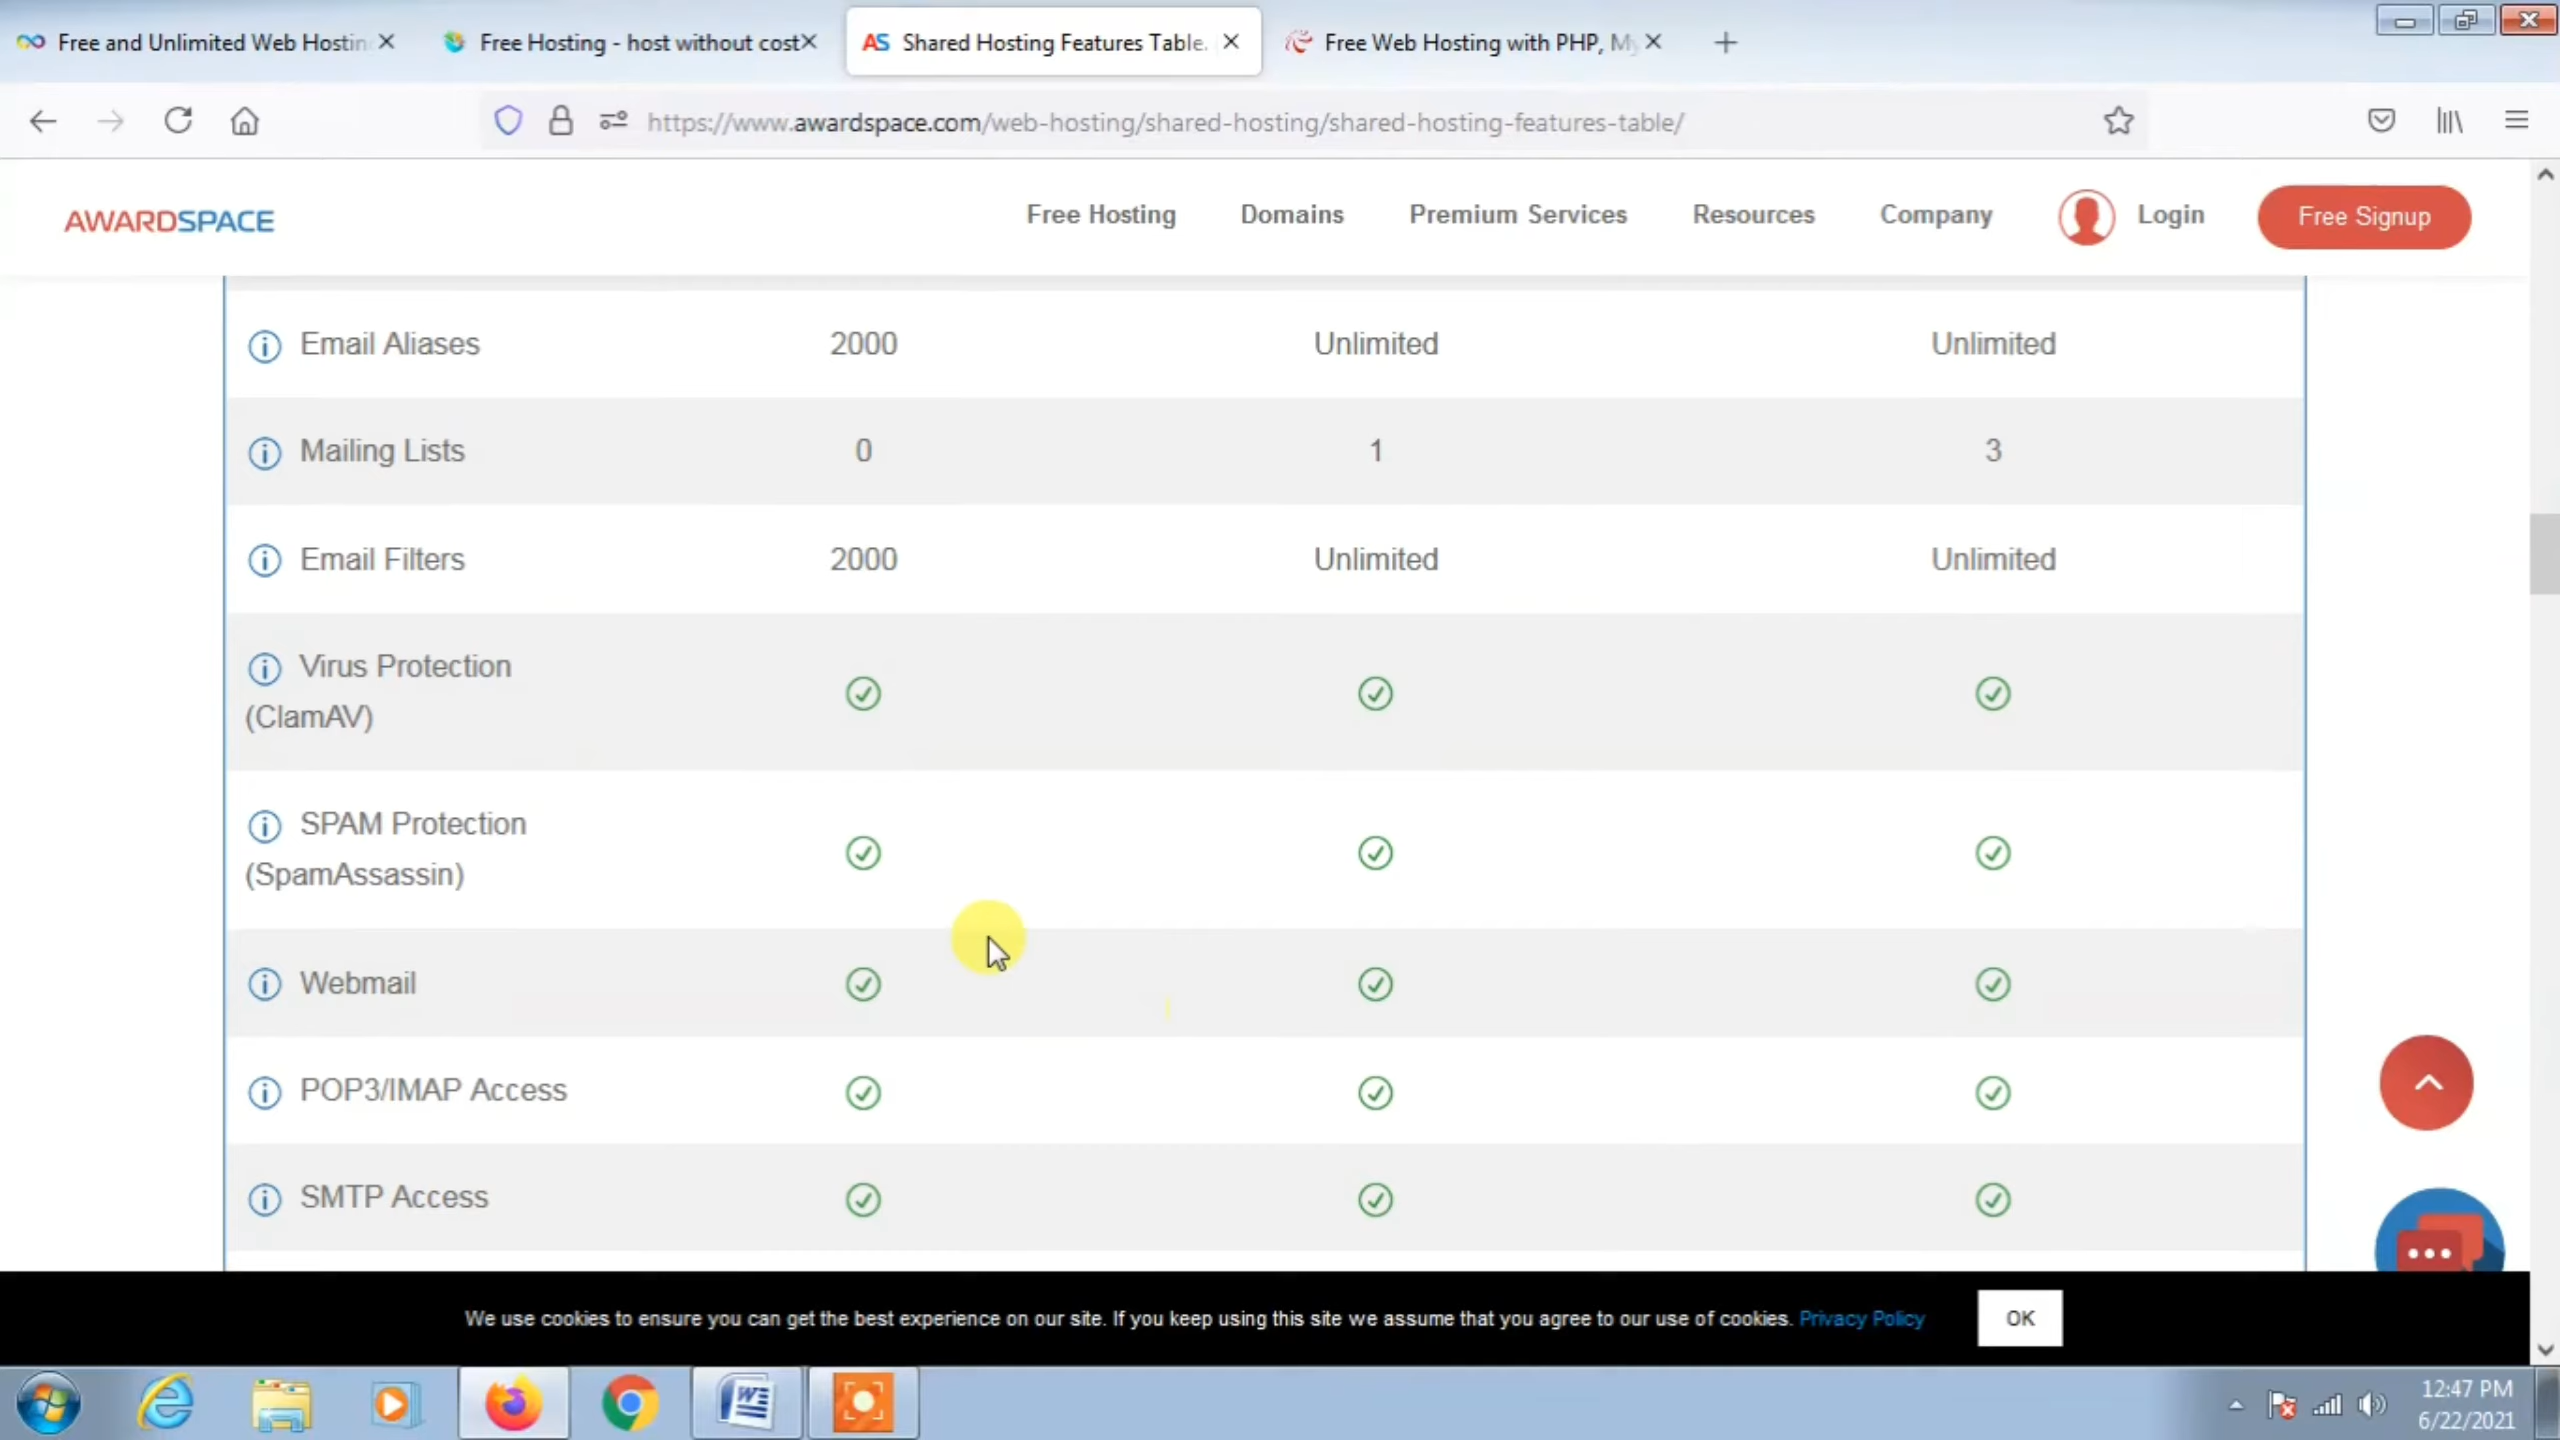 Free and Unlimited Web Hostin
Free Hosting - host without cost
AS Shared Hosting Features Table.
Free Web Hosting with PHP, My
https://www.awardspace.com/web-hosting/shared-hosting/shared-hosting-features-table/
AWARDSPACE
Free Hosting
Domains
Premium Services
Resources
Company
Login
Free Signup
Email Aliases 2000 Unlimited Unlimited
Mailing Lists 0 1 3
Email Filters 2000 Unlimited Unlimited
Virus Protection
(ClamAV)
SPAM Protection
(SpamAssassin)
Webmail
POP3/IMAP Access
SMTP Access
We use cookies to ensure you can get the best experience on our site. If you keep using this site we assume that you agree to our use of cookies. Privacy Policy
OK
12:47 PM
6/22/2021